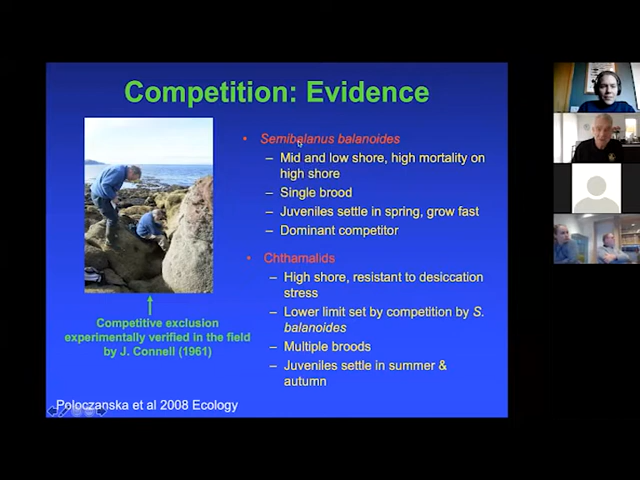 Competition: Evidence
• Semibalanus balanoides
– Mid and low shore, high mortality on
high shore
– Single brood
– Juveniles settle in spring, grow fast
– Dominant competitor
• Chthamalids
– High shore, resistant to desiccation
stress
– Lower limit set by competition by S.
balanoides
– Multiple broods
– Juveniles settle in summer &
autumn
Competitive exclusion
experimentally verified in the field
by J. Connell (1961)
Poloczanska et al 2008 Ecology